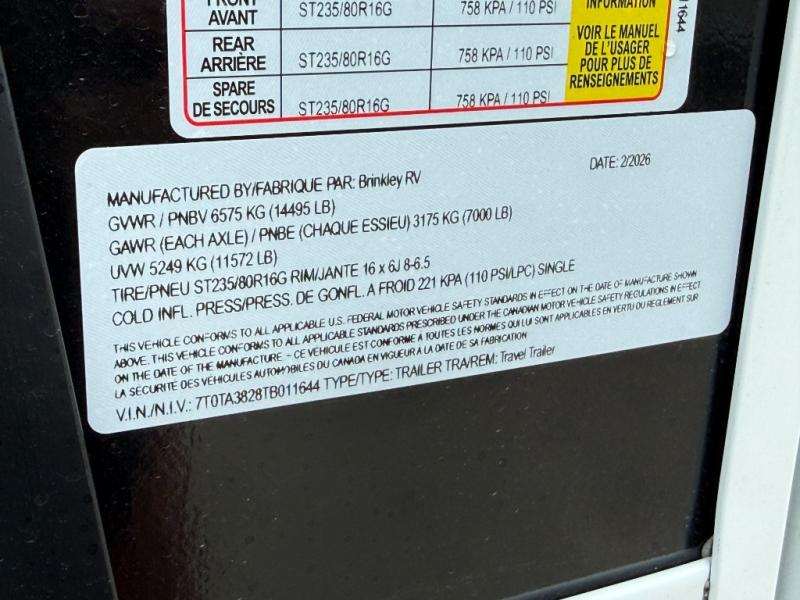 FRONT INFORMATION
AVANT ST235/80R16G 758 KPA / 110 PSI
VOIR LE MANUEL
DE L'USAGER
POUR PLUS DE
RENSEIGNEMENTS
REAR
ARRIÈRE ST235/80R16G 758 KPA / 110 PSI
SPARE
DE SECOURS ST235/80R16G 758 KPA / 110 PSI
1644
MANUFACTURED BY/FABRIQUE PAR: Brinkley RV DATE: 2/2026
GVWR / PNBV 6575 KG (14495 LB)
GAWR (EACH AXLE) / PNBE (CHAQUE ESSIEU) 3175 KG (7000 LB)
UVW 5249 KG (11572 LB)
TIRE/PNEU ST235/80R16G RIM/JANTE 16 x 6J 8-6.5
COLD INFL. PRESS/PRESS. DE GONFL. A FROID 221 KPA (110 PSI/LPC) SINGLE
THIS VEHICLE CONFORMS TO ALL APPLICABLE U.S. FEDERAL MOTOR VEHICLE SAFETY STANDARDS IN EFFECT ON THE DATE OF MANUFACTURE SHOWN
ABOVE. THIS VEHICLE CONFORMS TO ALL APPLICABLE STANDARDS PRESCRIBED UNDER THE CANADIAN MOTOR VEHICLE SAFETY REGULATIONS IN EFFECT
ON THE DATE OF THE MANUFACTURE - CE VEHICULE EST CONFORME À TOUTES LES NORMES QUI LUI SONT APPLICABLES EN VERTU DU REGLEMENT SUR
LA SÉCURITÉ DES VÉHICULES AUTOMOBILES DU CANADA EN VIGUEUR À LA DATE DE SA FABRICATION
V.I.N./N.I.V.: 7T0TA3828TB011644 TYPE/TYPE: TRAILER TRA/REM: Travel Trailer